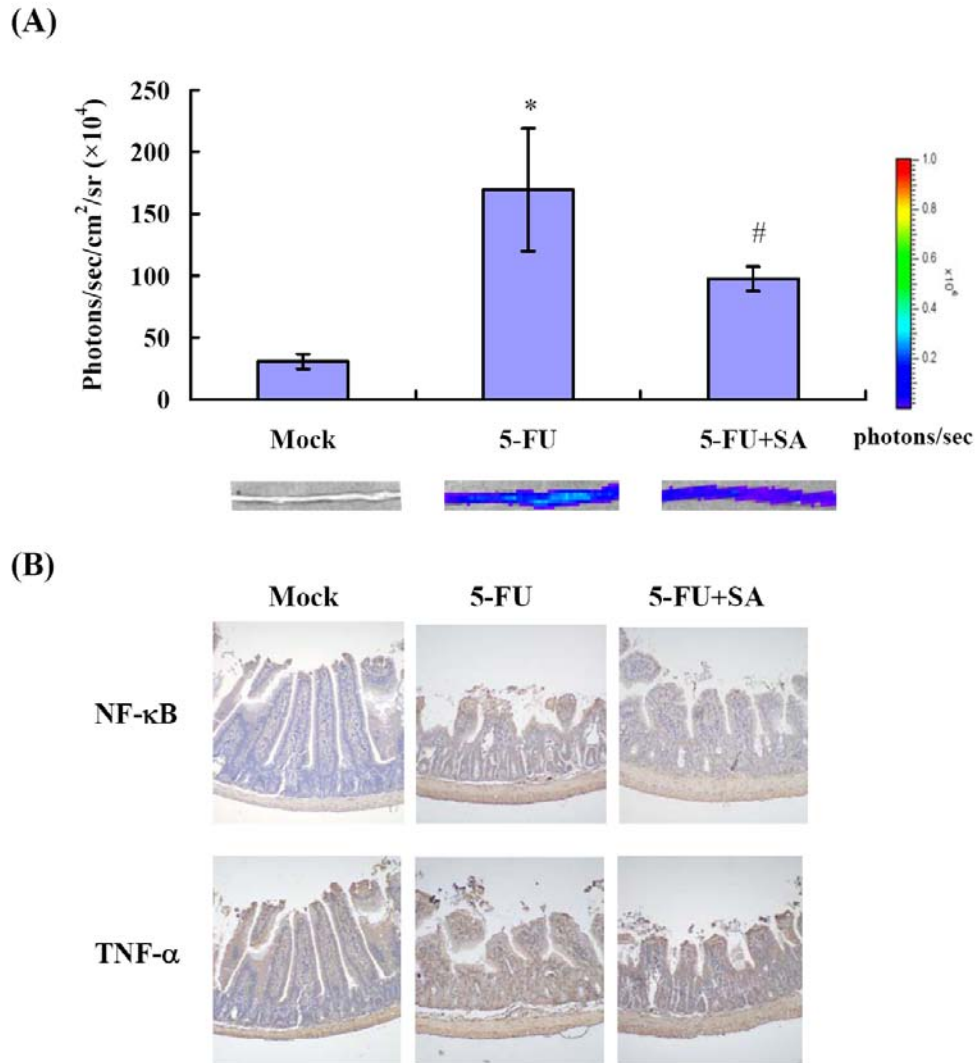 (A)
Photons/sec/cm²/sr (×10⁴)
250
200
150
100
50
0
*
#
Mock
5-FU
5-FU+SA
1.0
0.8
0.6
0.4
0.2
×10⁶
photons/sec
(B)
Mock
5-FU
5-FU+SA
NF-κB
TNF-α